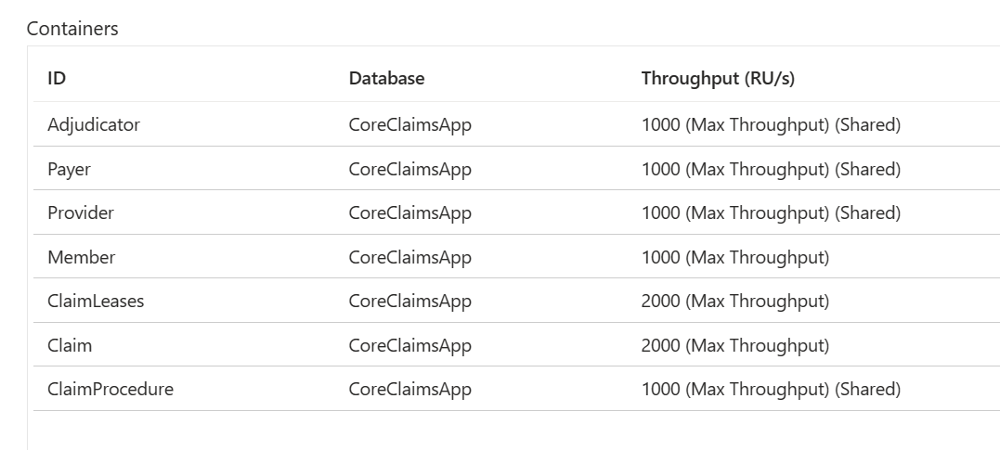 Containers
ID Database Throughput (RU/s)
Adjudicator CoreClaimsApp 1000 (Max Throughput) (Shared)
Payer CoreClaimsApp 1000 (Max Throughput) (Shared)
Provider CoreClaimsApp 1000 (Max Throughput) (Shared)
Member CoreClaimsApp 1000 (Max Throughput)
ClaimLeases CoreClaimsApp 2000 (Max Throughput)
Claim CoreClaimsApp 2000 (Max Throughput)
ClaimProcedure CoreClaimsApp 1000 (Max Throughput) (Shared)